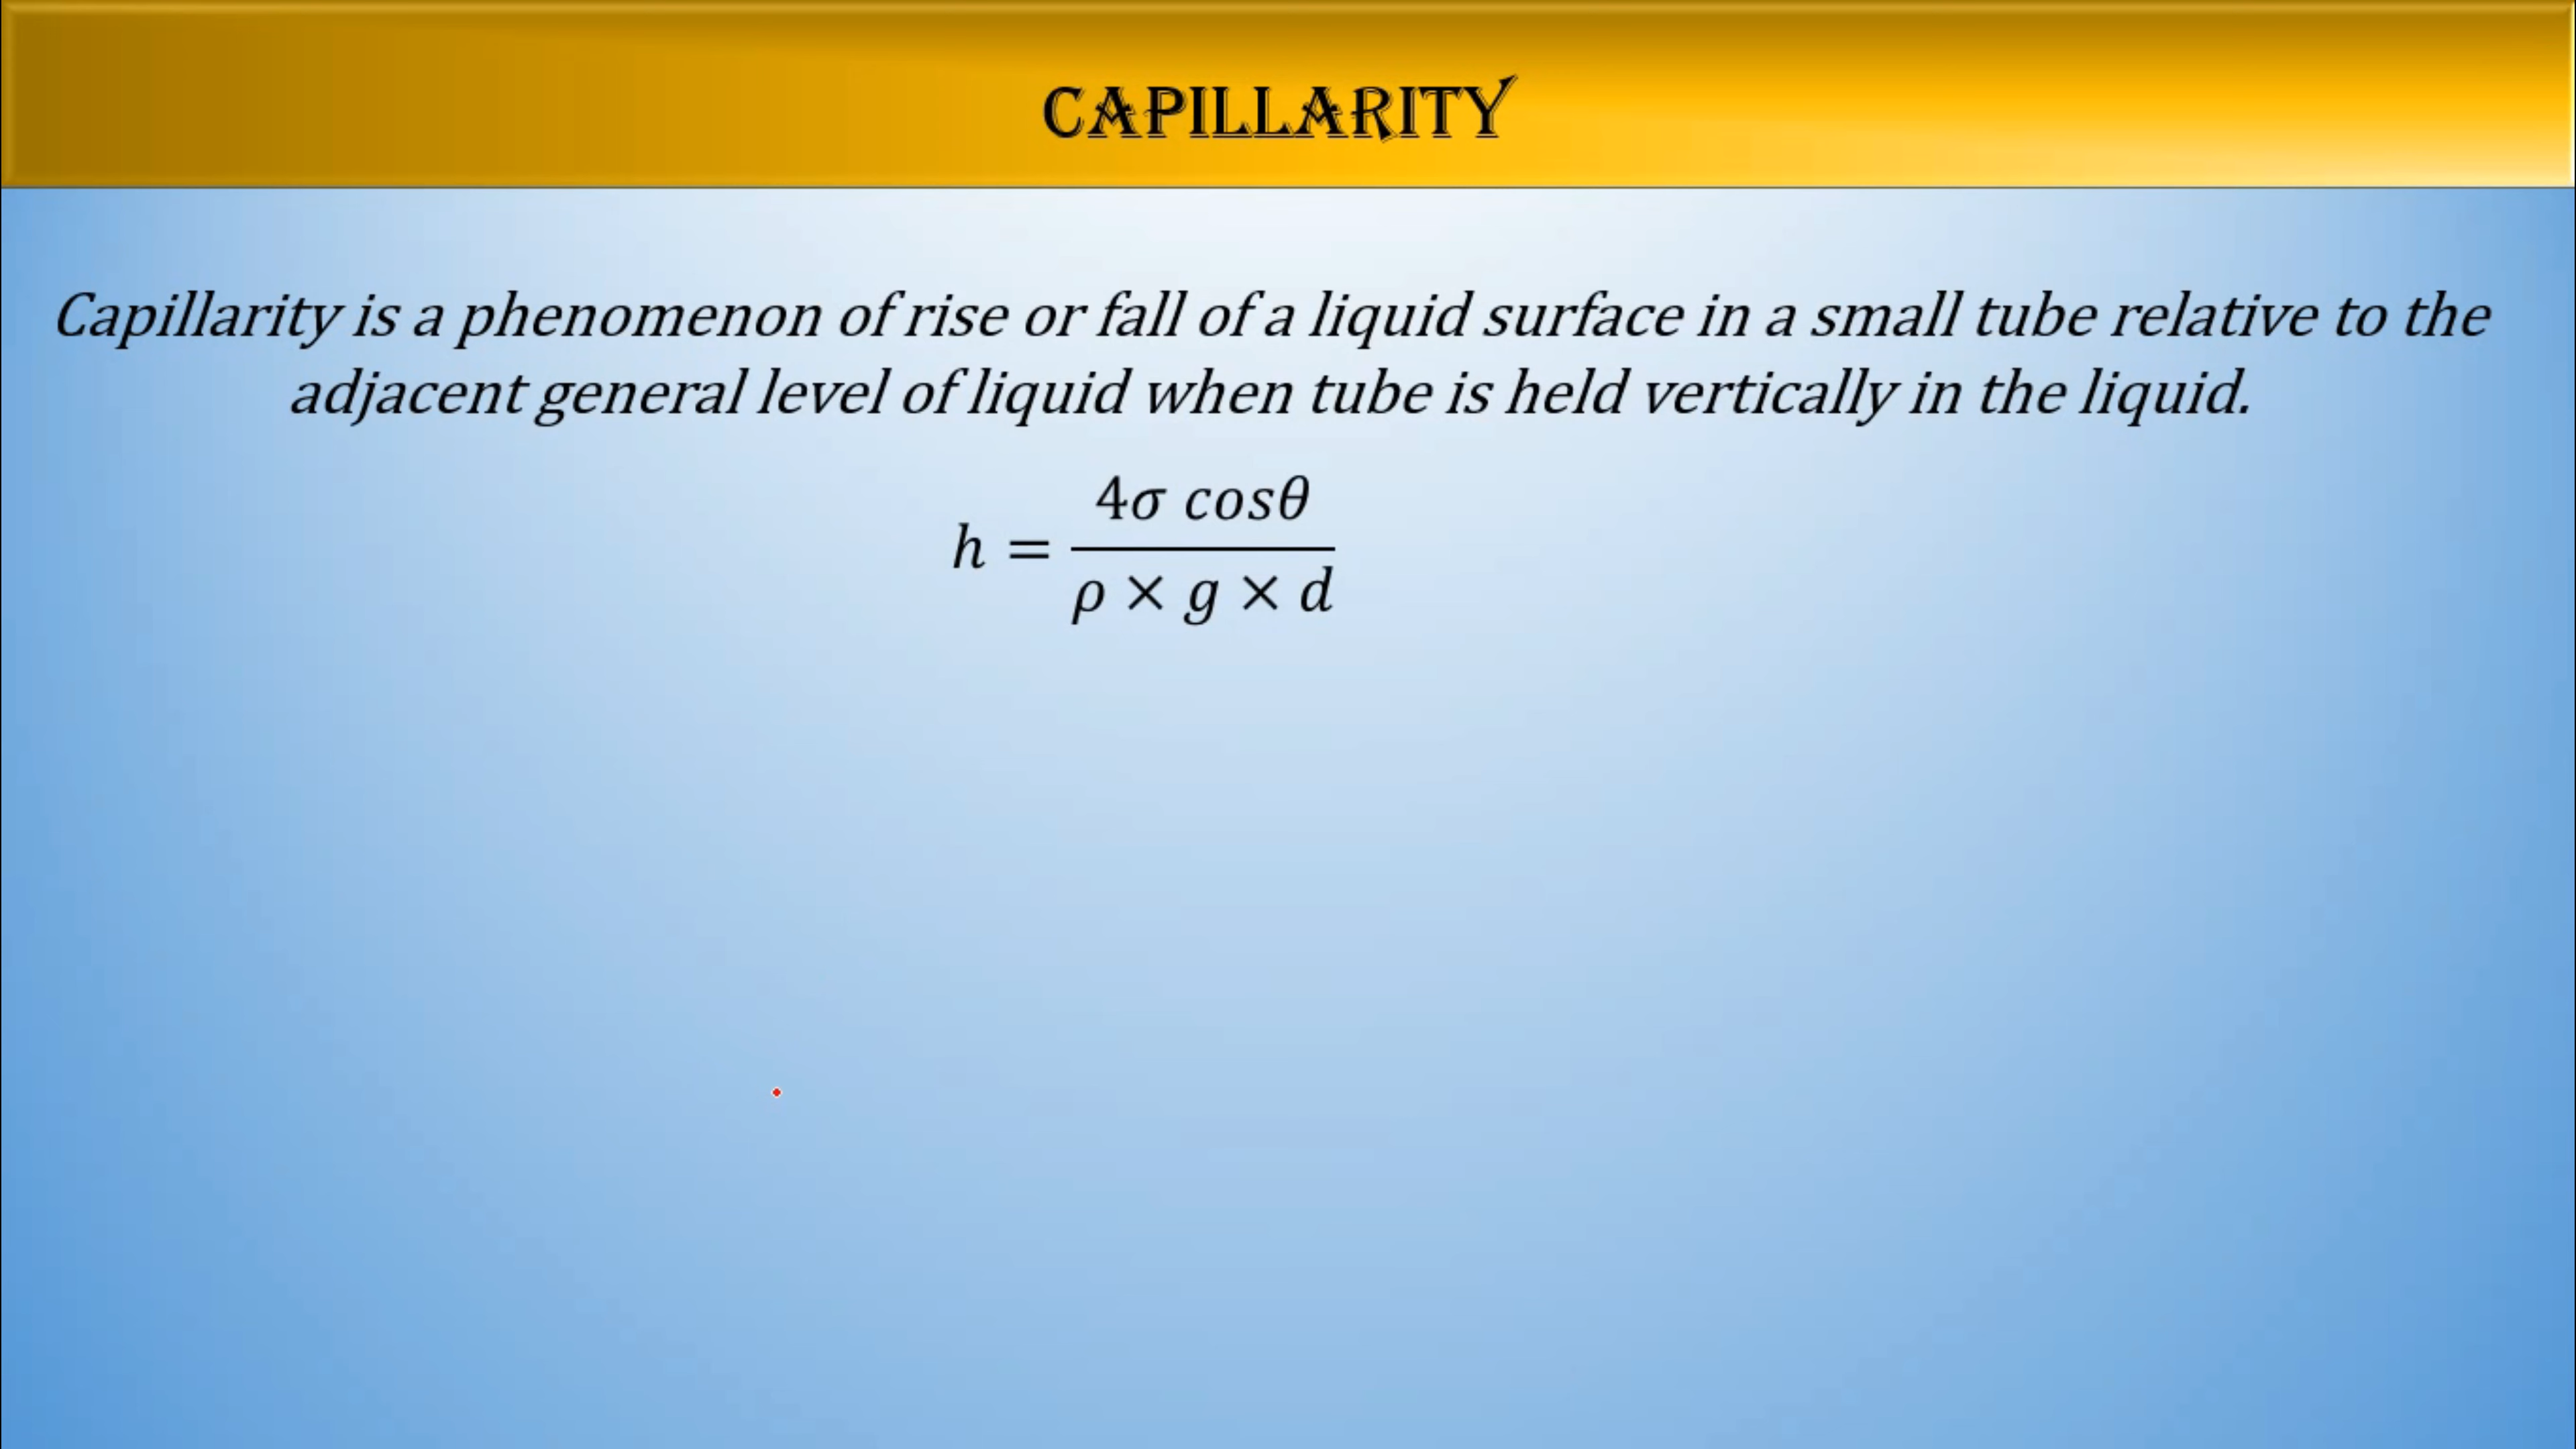 CAPILLARITY
Capillarity is a phenomenon of rise or fall of a liquid surface in a small tube relative to the
adjacent general level of liquid when tube is held vertically in the liquid.
h = 4σ cosθ / ρ × g × d